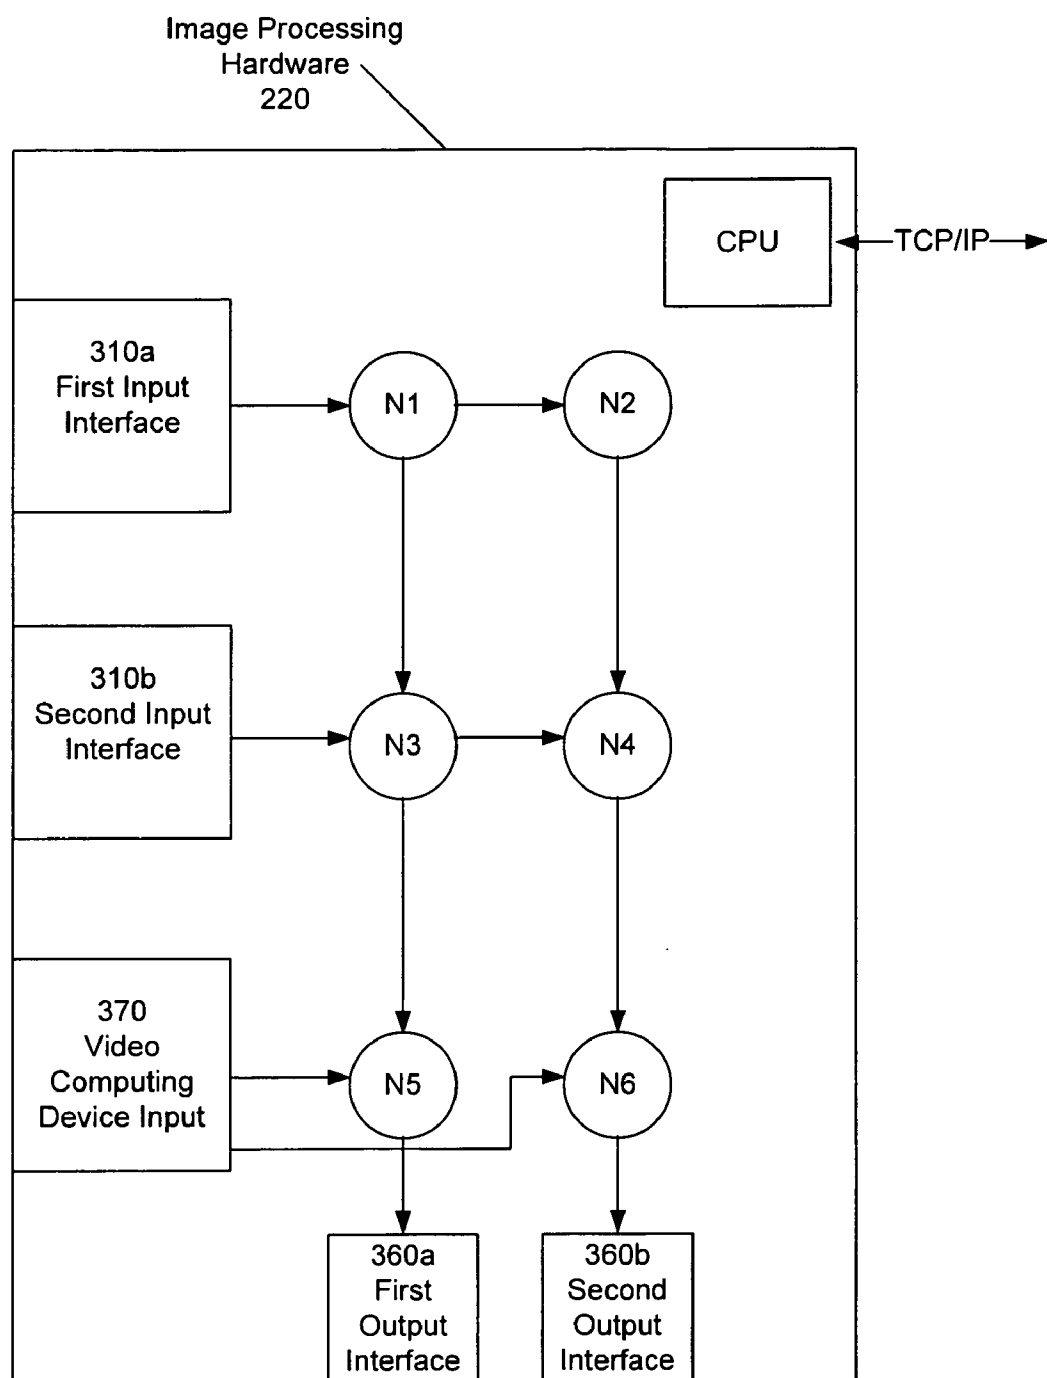 Image Processing
Hardware
220
CPU
TCP/IP
310a
First Input
Interface
N1
N2
310b
Second Input
Interface
N3
N4
370
Video
Computing
Device Input
N5
N6
360a
First
Output
Interface
360b
Second
Output
Interface